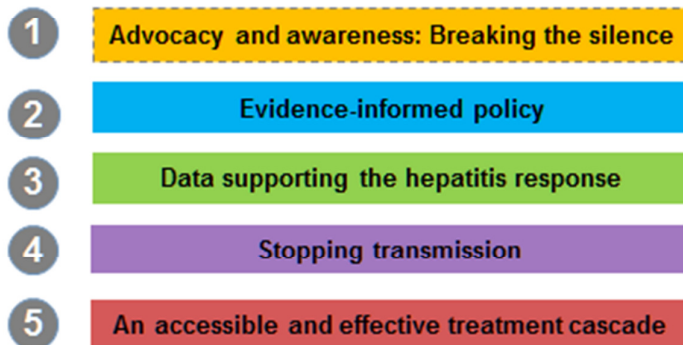 1 Advocacy and awareness: Breaking the silence
2 Evidence-informed policy
3 Data supporting the hepatitis response
4 Stopping transmission
5 An accessible and effective treatment cascade